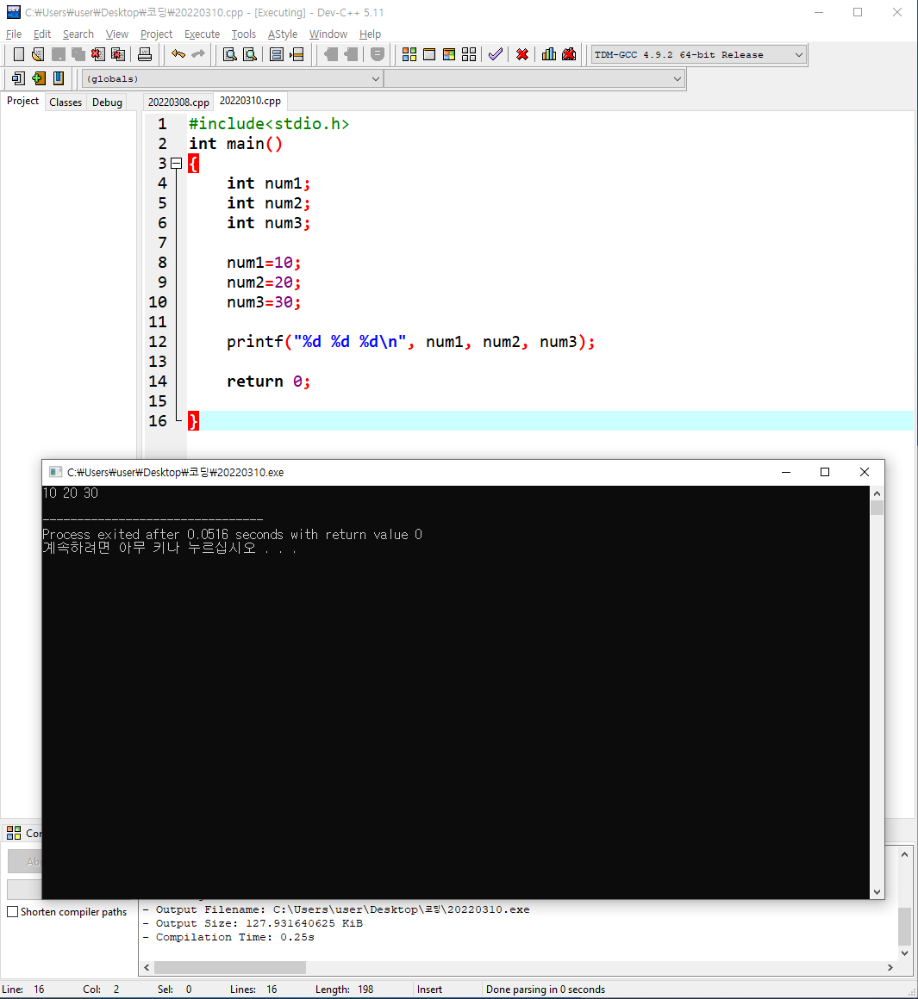 C:₩Users₩user₩Desktop₩코딩₩20220310.cpp - [Executing] - Dev-C++ 5.11
File Edit Search View Project Execute Tools AStyle Window Help
TDM-GCC 4.9.2 64-bit Release
(globals)
Project Classes Debug 20220308.cpp 20220310.cpp
1 #include<stdio.h>
2 int main()
3 {
4 int num1;
5 int num2;
6 int num3;
7
8 num1=10;
9 num2=20;
10 num3=30;
11
12 printf("%d %d %d\n", num1, num2, num3);
13
14 return 0;
15
16 }
C:₩Users₩user₩Desktop₩코딩₩20220310.exe
10 20 30
--------------------------------
Process exited after 0.0516 seconds with return value 0
계속하려면 아무 키나 누르십시오 . . .
Shorten compiler paths
- Output Filename: C:\Users\user\Desktop\코딩\20220310.exe
- Output Size: 127.931640625 KiB
- Compilation Time: 0.25s
Line: 16 Col: 2 Sel: 0 Lines: 16 Length: 198 Insert Done parsing in 0 seconds